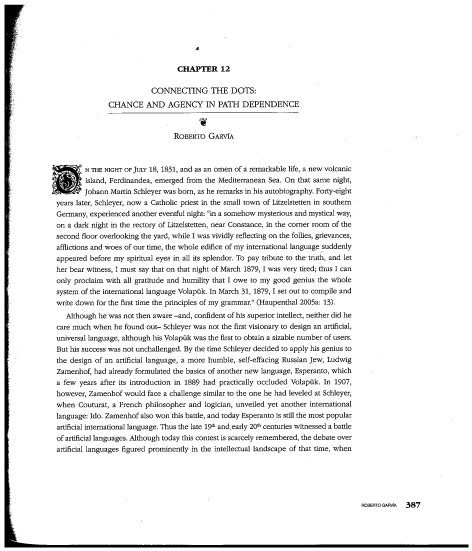 CHAPTER 12
CONNECTING THE DOTS:
CHANCE AND AGENCY IN PATH DEPENDENCE
ROBERTO GARVÍA
ON THE NIGHT OF JULY 18, 1831, and as an omen of a remarkable life, a new volcanic
island, Ferdinandea, emerged from the Mediterranean Sea. On that same night,
Johann Martin Schleyer was born, as he remarks in his autobiography. Forty-eight
years later, Schleyer, now a Catholic priest in the small town of Litzelstetten in southern
Germany, experienced another eventful night: "in a somehow mysterious and mystical way,
on a dark night in the rectory of Litzelstetten, near Constance, in the corner room of the
second floor overlooking the yard, while I was vividly reflecting on the follies, grievances,
afflictions and woes of our time, the whole edifice of my international language suddenly
appeared before my spiritual eyes in all its splendor. To pay tribute to the truth, and let
her bear witness, I must say that on that night of March 1879, I was very tired; thus I can
only proclaim with all gratitude and humility that I owe to my good genius the whole
system of the international language Volapük. In March 31, 1879, I set out to compile and
write down for the first time the principles of my grammar." (Haupenthal 2005a: 13).
Although he was not then aware –and, confident of his superior intellect, neither did he
care much when he found out– Schleyer was not the first visionary to design an artificial,
universal language, although his Volapük was the first to obtain a sizable number of users.
But his success was not unchallenged. By the time Schleyer decided to apply his genius to
the design of an artificial language, a more humble, self-effacing Russian Jew, Ludwig
Zamenhof, had already formulated the basics of another new language, Esperanto, which
a few years after its introduction in 1889 had practically occluded Volapük. In 1907,
however, Zamenhof would face a challenge similar to the one he had leveled at Schleyer,
when Couturat, a French philosopher and logician, unveiled yet another international
language: Ido. Zamenhof also won this battle, and today Esperanto is still the most popular
artificial international language. Thus the late 19th and early 20th centuries witnessed a battle
of artificial languages. Although today this contest is scarcely remembered, the debate over
artificial languages figured prominently in the intellectual landscape of that time, when
ROBERTO GARVÍA 387